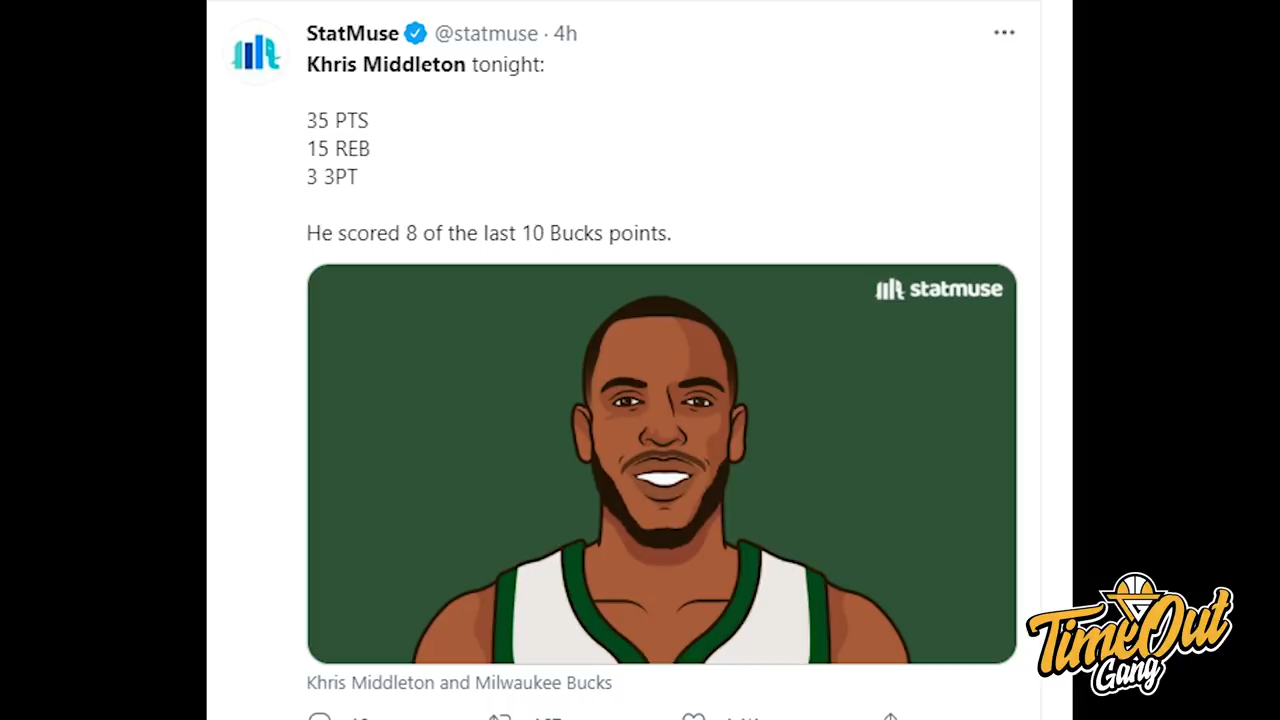 StatMuse @statmuse · 4h
Khris Middleton tonight:
35 PTS
15 REB
3 3PT
He scored 8 of the last 10 Bucks points.
statmuse
Khris Middleton and Milwaukee Bucks
TimeOut
Gang